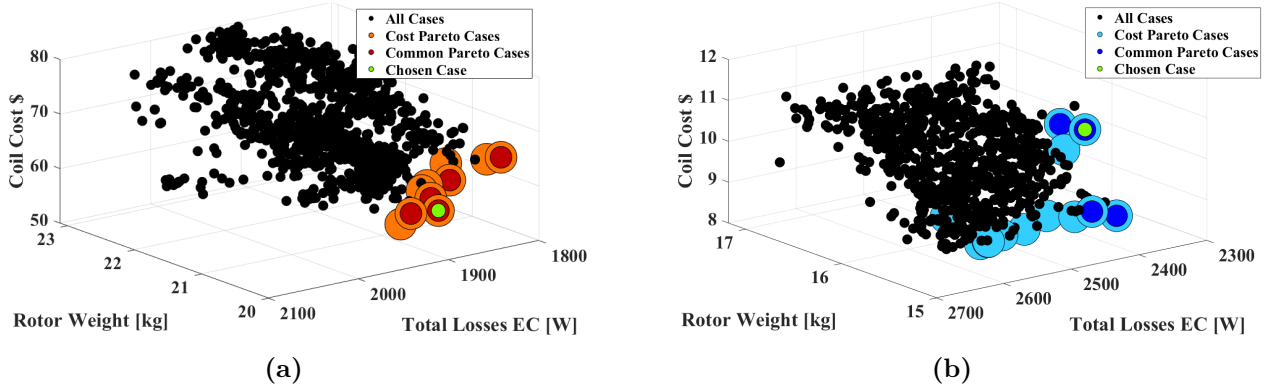 All Cases
Cost Pareto Cases
Common Pareto Cases
Chosen Case
80
70
60
50
Coil Cost $
23
22
21
20
Rotor Weight [kg]
2100
2000
1900
1800
Total Losses EC [W]
(a)
All Cases
Cost Pareto Cases
Common Pareto Cases
Chosen Case
12
11
10
9
8
Coil Cost $
17
16
15
Rotor Weight [kg]
2700
2600
2500
2400
2300
Total Losses EC [W]
(b)